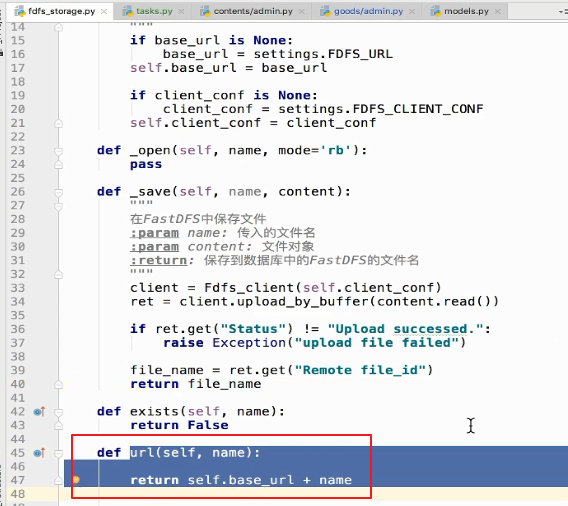 fdfs_storage.py × tasks.py × contents/admin.py × goods/admin.py × models.py ×
14 """
15 if base_url is None:
16 base_url = settings.FDFS_URL
17 self.base_url = base_url
18
19 if client_conf is None:
20 client_conf = settings.FDFS_CLIENT_CONF
21 self.client_conf = client_conf
22
23 def _open(self, name, mode='rb'):
24 pass
25
26 def _save(self, name, content):
27 """
28 在FastDFS中保存文件
29 :param name: 传入的文件名
30 :param content: 文件对象
31 :return: 保存到数据库中的FastDFS的文件名
32 """
33 client = Fdfs_client(self.client_conf)
34 ret = client.upload_by_buffer(content.read())
35
36 if ret.get("Status") != "Upload successed.":
37 raise Exception("upload file failed")
38
39 file_name = ret.get("Remote file_id")
40 return file_name
41
42 def exists(self, name):
43 return False
44
45 def url(self, name):
46
47 return self.base_url + name
48